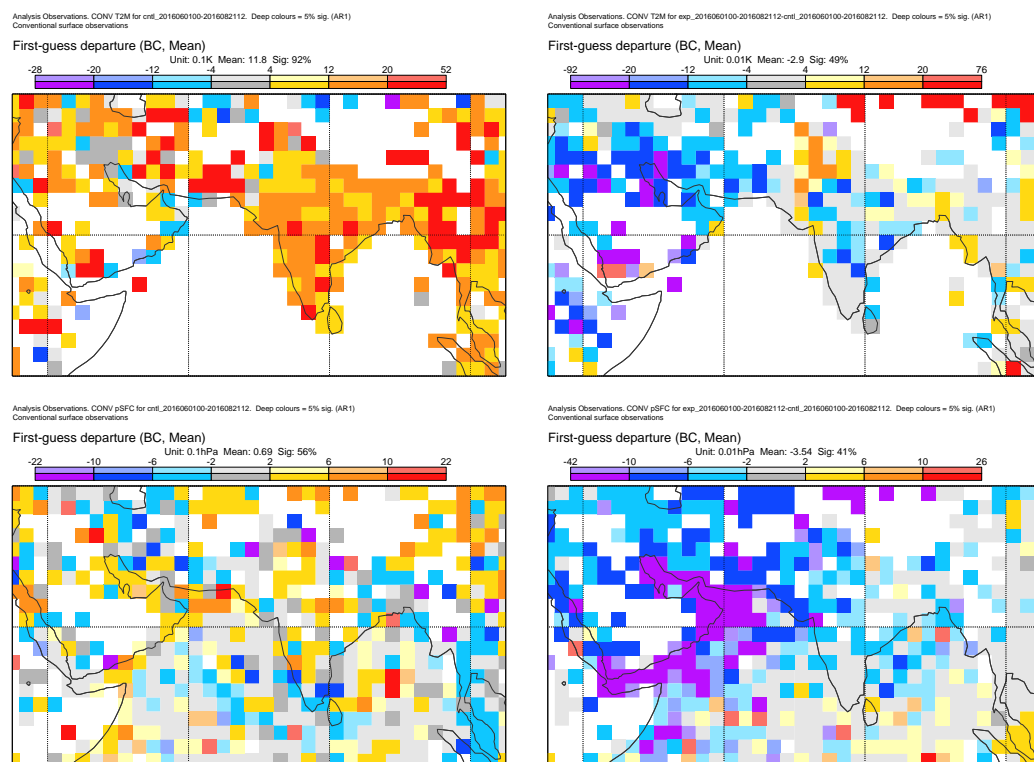 Analysis Observations. CONV T2M for cntl_2016060100-2016082112. Deep colours = 5% sig. (AR1)
Conventional surface observations
First-guess departure (BC, Mean)
Unit: 0.1K Mean: 11.8 Sig: 92%
-28 -20 -12 -4 4 12 20 52
Analysis Observations. CONV T2M for exp_2016060100-2016082112-cntl_2016060100-2016082112. Deep colours = 5% sig. (AR1)
Conventional surface observations
First-guess departure (BC, Mean)
Unit: 0.01K Mean: -2.9 Sig: 49%
-92 -20 -12 -4 4 12 20 76
Analysis Observations. CONV pSFC for cntl_2016060100-2016082112. Deep colours = 5% sig. (AR1)
Conventional surface observations
First-guess departure (BC, Mean)
Unit: 0.1hPa Mean: 0.69 Sig: 56%
-22 -10 -6 -2 2 6 10 22
Analysis Observations. CONV pSFC for exp_2016060100-2016082112-cntl_2016060100-2016082112. Deep colours = 5% sig. (AR1)
Conventional surface observations
First-guess departure (BC, Mean)
Unit: 0.01hPa Mean: -3.54 Sig: 41%
-42 -10 -6 -2 2 6 10 26